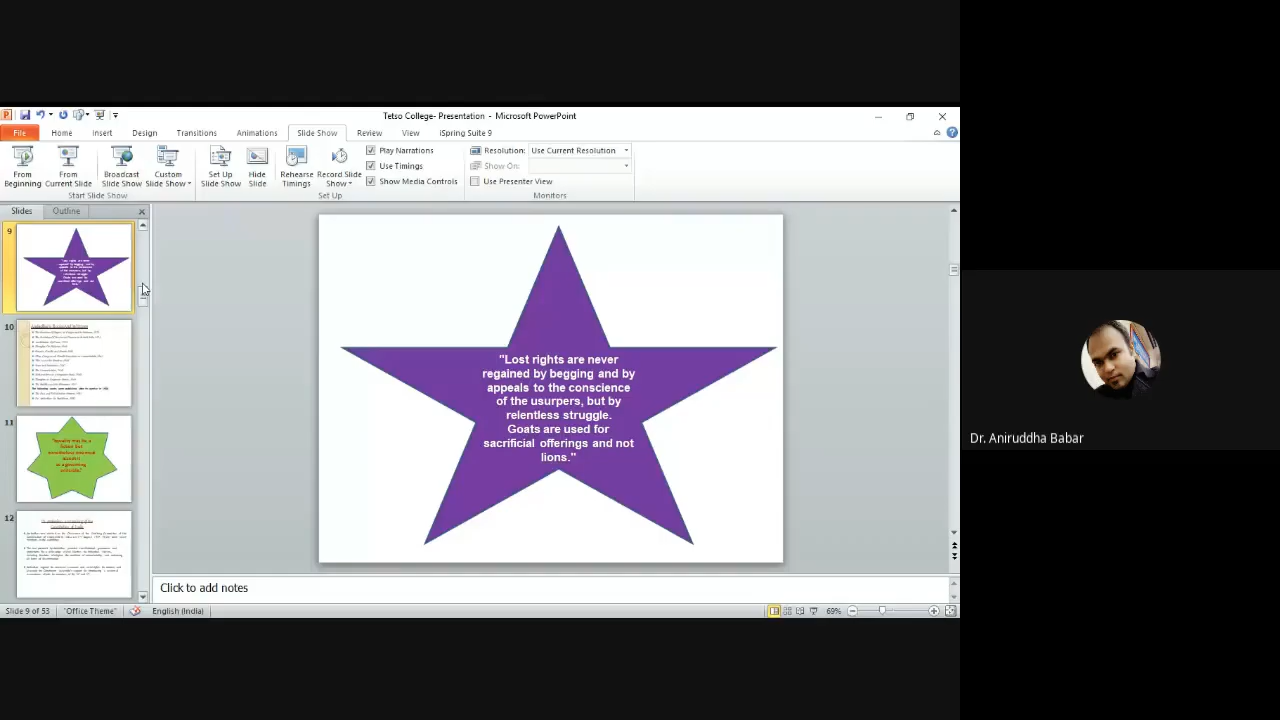 Tetso College- Presentation - Microsoft PowerPoint
File Home Insert Design Transitions Animations Slide Show Review View iSpring Suite 9
Play Narrations
Use Timings
Show Media Controls
Resolution: Use Current Resolution
Show On:
Use Presenter View
From Beginning
From Current Slide
Broadcast Slide Show
Custom Slide Show
Set Up Slide Show
Hide Slide
Rehearse Timings
Record Slide Show
Start Slide Show Set Up Monitors
Slides Outline
9
10
11
12
"Lost rights are never
regained by begging and by
appeals to the conscience
of the usurpers, but by
relentless struggle.
Goats are used for
sacrificial offerings and not
lions."
Click to add notes
Slide 9 of 53 "Office Theme" English (India) 69%
Dr. Aniruddha Babar